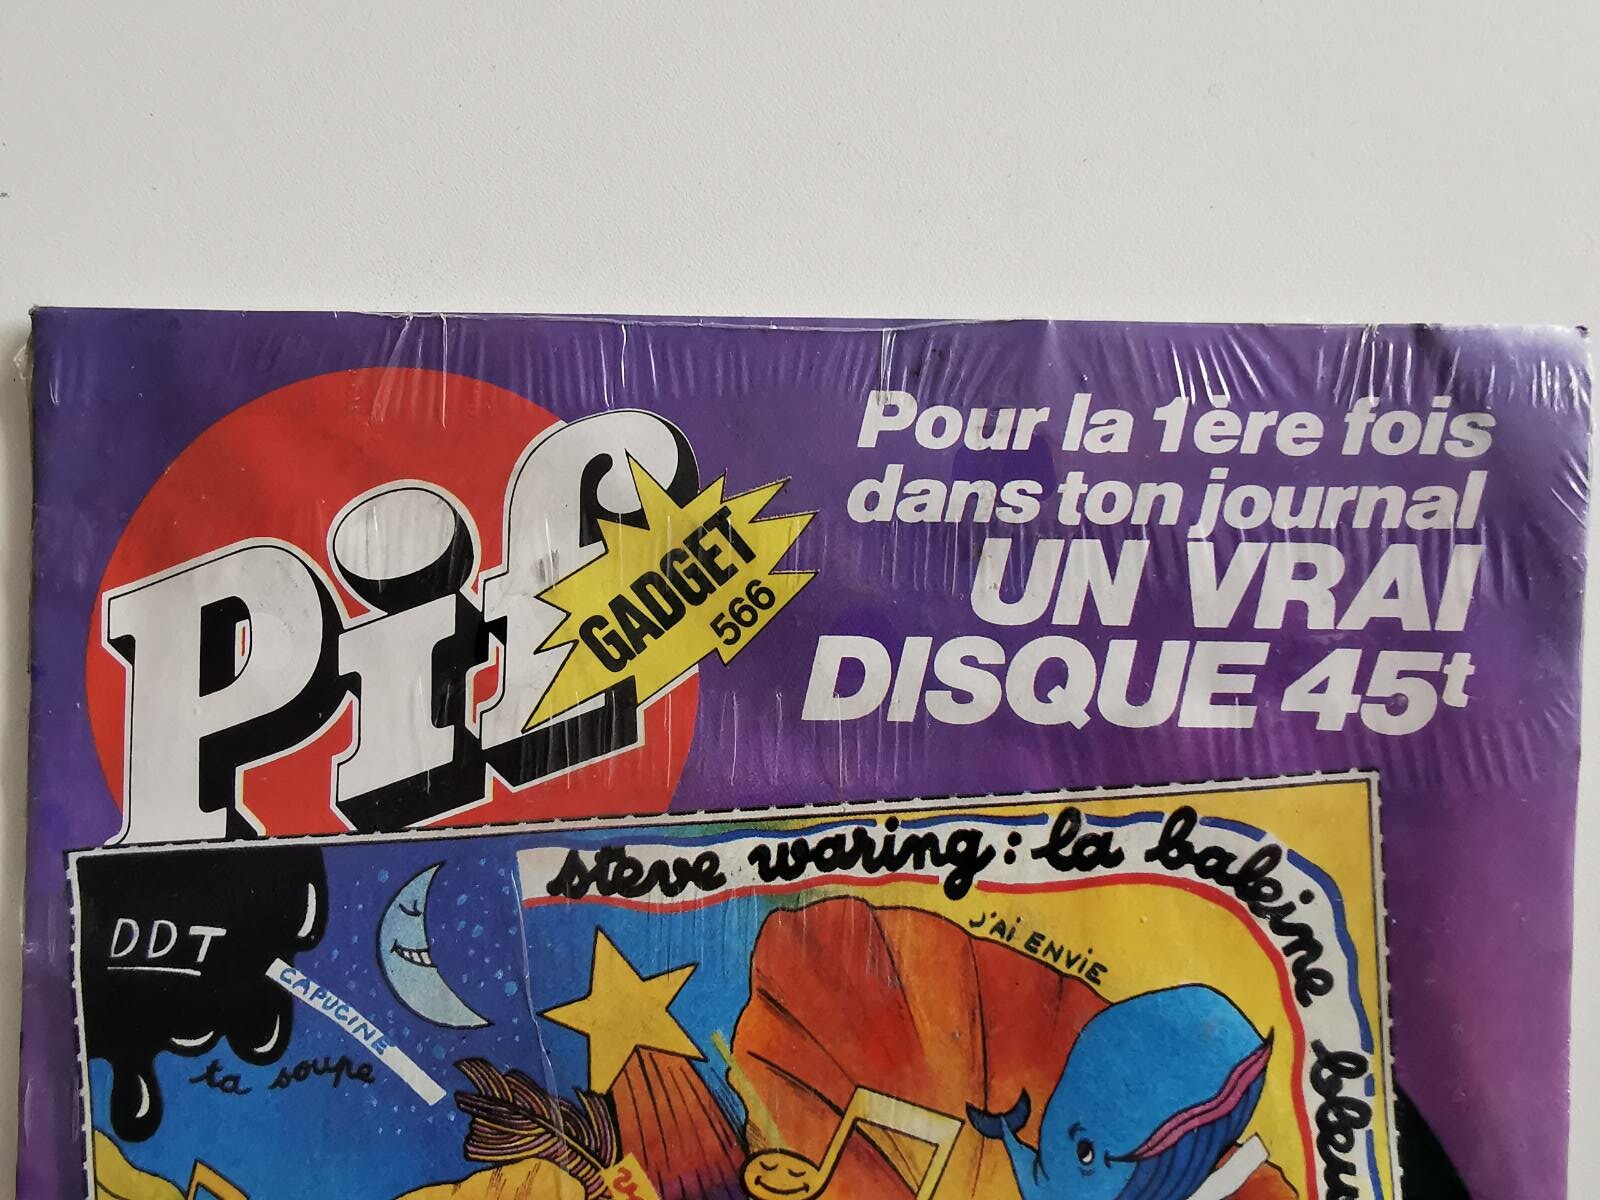 Pif
GADGET
566
Pour la 1ère fois
dans ton journal
UN VRAI
DISQUE 45t
steve waring: la baleine bleue
DDT
CAPUCINE
ta soupe
J'AI ENVIE